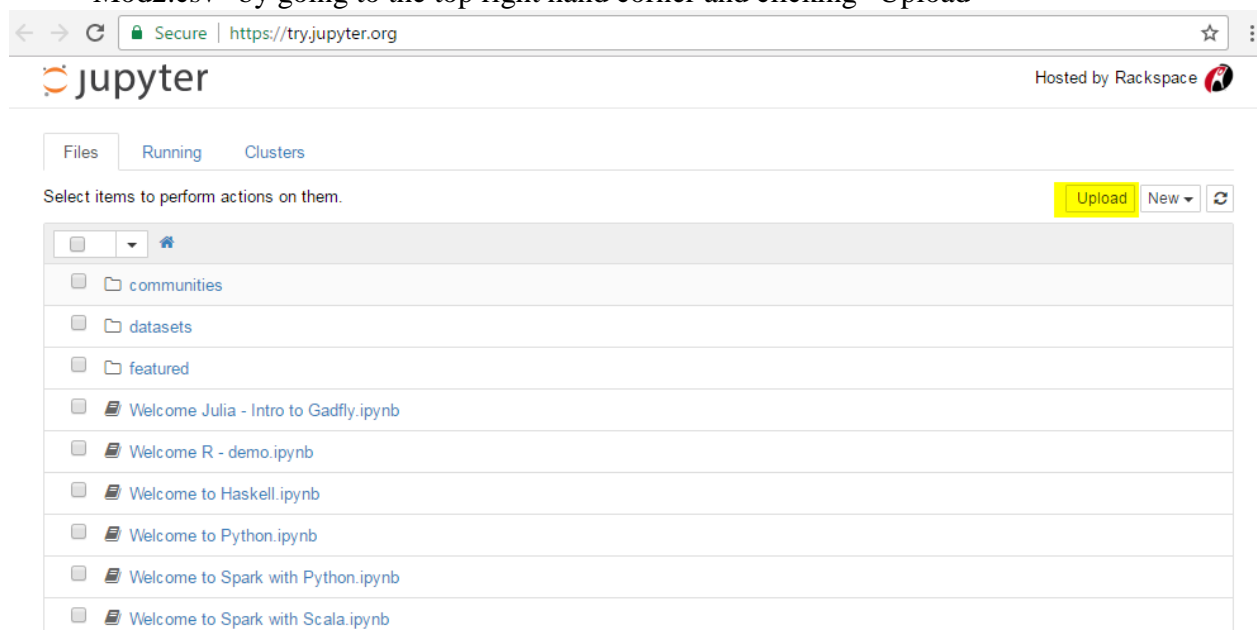 Mod2.csv" by going to the top right hand corner and clicking "Upload"
Secure | https://try.jupyter.org
jupyter
Hosted by Rackspace
Files Running Clusters
Select items to perform actions on them.
Upload New
communities
datasets
featured
Welcome Julia - Intro to Gadfly.ipynb
Welcome R - demo.ipynb
Welcome to Haskell.ipynb
Welcome to Python.ipynb
Welcome to Spark with Python.ipynb
Welcome to Spark with Scala.ipynb